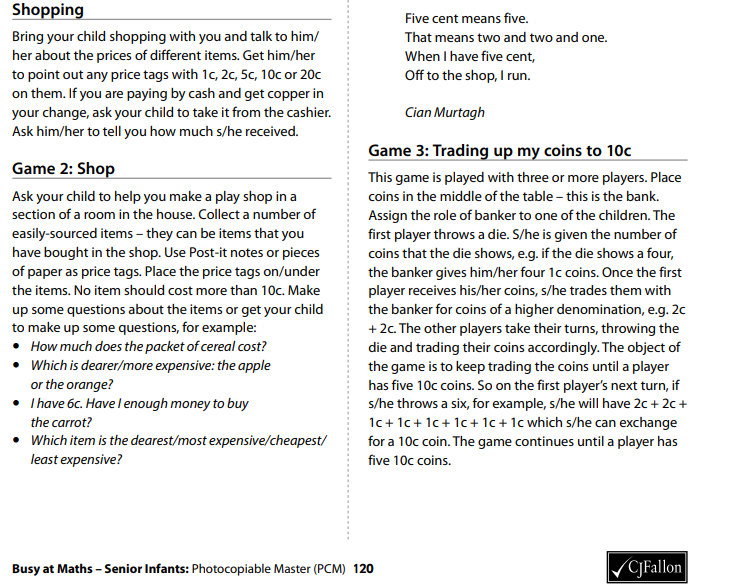 Shopping
Bring your child shopping with you and talk to him/
her about the prices of different items. Get him/her
to point out any price tags with 1c, 2c, 5c, 10c or 20c
on them. If you are paying by cash and get copper in
your change, ask your child to take it from the cashier.
Ask him/her to tell you how much s/he received.
Game 2: Shop
Ask your child to help you make a play shop in a
section of a room in the house. Collect a number of
easily-sourced items – they can be items that you
have bought in the shop. Use Post-it notes or pieces
of paper as price tags. Place the price tags on/under
the items. No item should cost more than 10c. Make
up some questions about the items or get your child
to make up some questions, for example:
• How much does the packet of cereal cost?
• Which is dearer/more expensive: the apple
or the orange?
• I have 6c. Have I enough money to buy
the carrot?
• Which item is the dearest/most expensive/cheapest/
least expensive?
Five cent means five.
That means two and two and one.
When I have five cent,
Off to the shop, I run.
Cian Murtagh
Game 3: Trading up my coins to 10c
This game is played with three or more players. Place
coins in the middle of the table – this is the bank.
Assign the role of banker to one of the children. The
first player throws a die. S/he is given the number of
coins that the die shows, e.g. if the die shows a four,
the banker gives him/her four 1c coins. Once the first
player receives his/her coins, s/he trades them with
the banker for coins of a higher denomination, e.g. 2c
+ 2c. The other players take their turns, throwing the
die and trading their coins accordingly. The object of
the game is to keep trading the coins until a player
has five 10c coins. So on the first player’s next turn, if
s/he throws a six, for example, s/he will have 2c + 2c +
1c + 1c + 1c + 1c + 1c + 1c which s/he can exchange
for a 10c coin. The game continues until a player has
five 10c coins.
Busy at Maths – Senior Infants: Photocopiable Master (PCM) 120
CJFallon